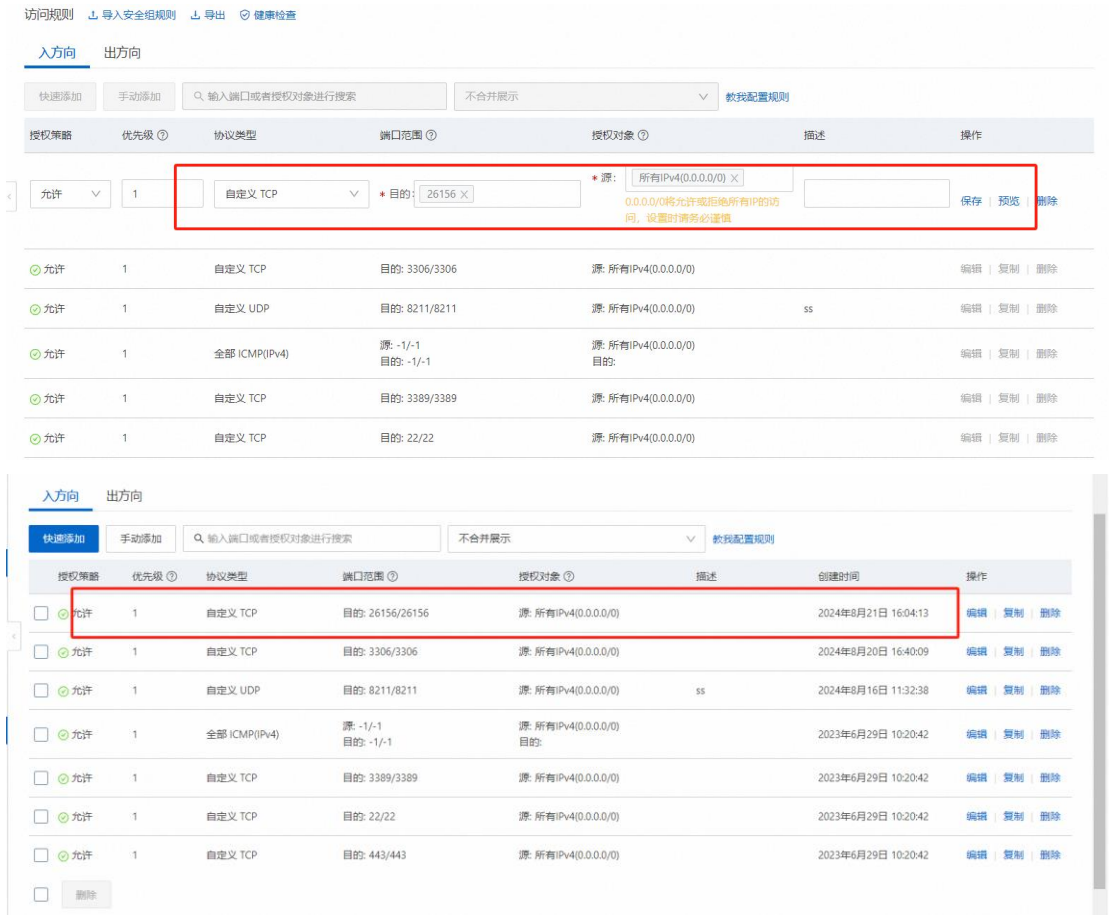 访问规则 导入安全组规则 导出 健康检查
入方向 出方向
快速添加 手动添加 输入端口或者授权对象进行搜索 不合并展示 教我配置规则
授权策略 优先级 协议类型 端口范围 授权对象 描述 操作
允许 1 自定义 TCP * 目的: 26156 * 源: 所有IPv4(0.0.0.0/0) 保存 预览 删除
0.0.0.0/0将允许或拒绝所有IP的访
问，设置时请务必谨慎
允许 1 自定义 TCP 目的: 3306/3306 源: 所有IPv4(0.0.0.0/0) 编辑 复制 删除
允许 1 自定义 UDP 目的: 8211/8211 源: 所有IPv4(0.0.0.0/0) ss 编辑 复制 删除
允许 1 全部 ICMP(IPv4) 源: -1/-1 源: 所有IPv4(0.0.0.0/0) 编辑 复制 删除
目的: -1/-1 目的:
允许 1 自定义 TCP 目的: 3389/3389 源: 所有IPv4(0.0.0.0/0) 编辑 复制 删除
允许 1 自定义 TCP 目的: 22/22 源: 所有IPv4(0.0.0.0/0) 编辑 复制 删除
入方向 出方向
快速添加 手动添加 输入端口或者授权对象进行搜索 不合并展示 教我配置规则
授权策略 优先级 协议类型 端口范围 授权对象 描述 创建时间 操作
允许 1 自定义 TCP 目的: 26156/26156 源: 所有IPv4(0.0.0.0/0) 2024年8月21日 16:04:13 编辑 复制 删除
允许 1 自定义 TCP 目的: 3306/3306 源: 所有IPv4(0.0.0.0/0) 2024年8月20日 16:40:09 编辑 复制 删除
允许 1 自定义 UDP 目的: 8211/8211 源: 所有IPv4(0.0.0.0/0) ss 2024年8月16日 11:32:38 编辑 复制 删除
允许 1 全部 ICMP(IPv4) 源: -1/-1 源: 所有IPv4(0.0.0.0/0) 2023年6月29日 10:20:42 编辑 复制 删除
目的: -1/-1 目的:
允许 1 自定义 TCP 目的: 3389/3389 源: 所有IPv4(0.0.0.0/0) 2023年6月29日 10:20:42 编辑 复制 删除
允许 1 自定义 TCP 目的: 22/22 源: 所有IPv4(0.0.0.0/0) 2023年6月29日 10:20:42 编辑 复制 删除
允许 1 自定义 TCP 目的: 443/443 源: 所有IPv4(0.0.0.0/0) 2023年6月29日 10:20:42 编辑 复制 删除
删除